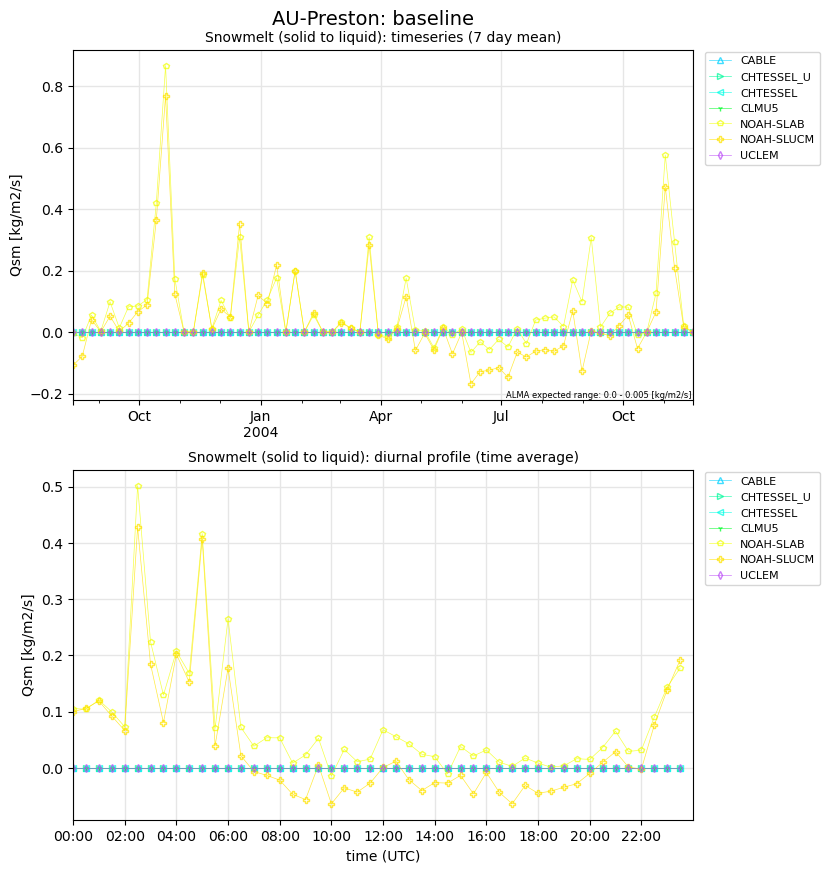 AU-Preston: baseline
Snowmelt (solid to liquid): timeseries (7 day mean)
Qsm [kg/m2/s]
0.8
0.6
0.4
0.2
0.0
−0.2
Oct
Jan
2004
Apr
Jul
Oct
ALMA expected range: 0.0 - 0.005 [kg/m2/s]
CABLE
CHTESSEL_U
CHTESSEL
CLMU5
NOAH-SLAB
NOAH-SLUCM
UCLEM
Snowmelt (solid to liquid): diurnal profile (time average)
Qsm [kg/m2/s]
0.5
0.4
0.3
0.2
0.1
0.0
00:00
02:00
04:00
06:00
08:00
10:00
12:00
14:00
16:00
18:00
20:00
22:00
time (UTC)
CABLE
CHTESSEL_U
CHTESSEL
CLMU5
NOAH-SLAB
NOAH-SLUCM
UCLEM